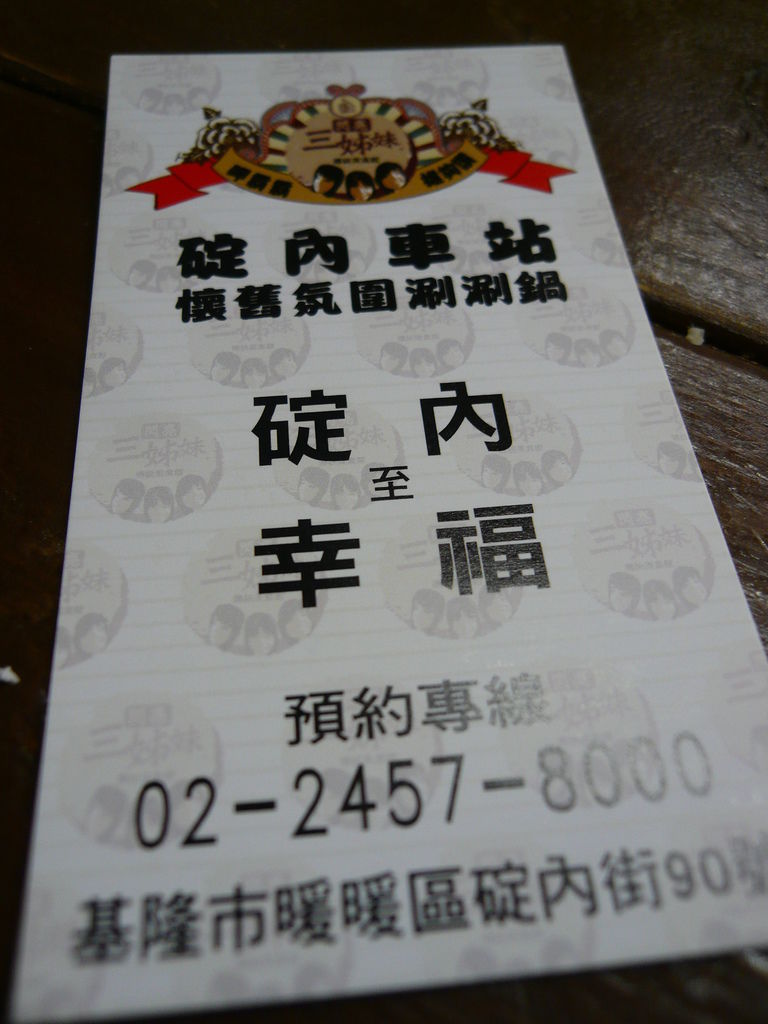 三姊妹
碇內車站
懷舊氛圍涮涮鍋
碇內
至
幸福
預約專線
02-2457-8000
基隆市暖暖區碇內街90號